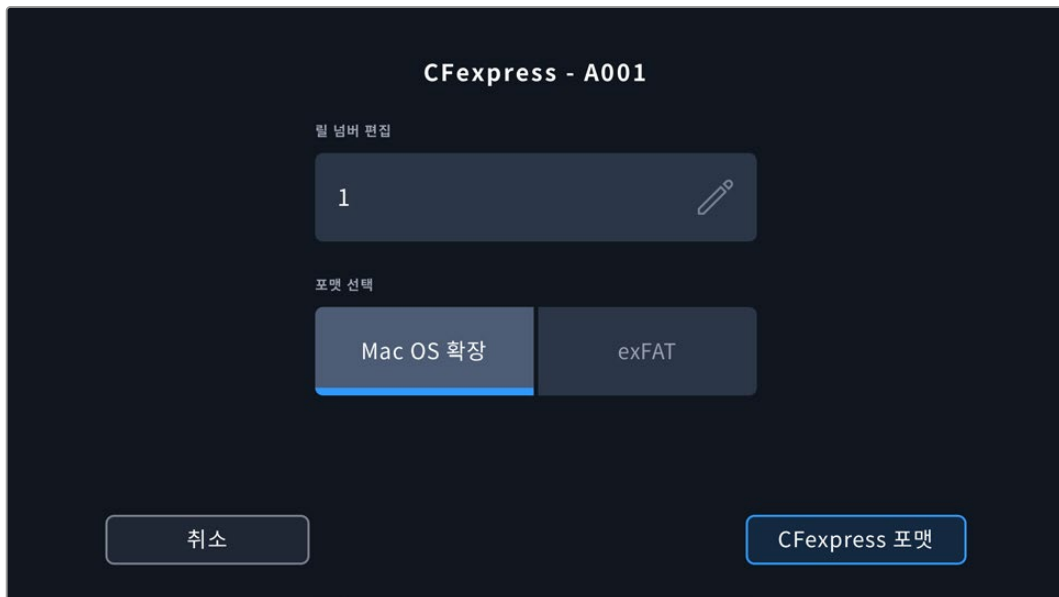 CFexpress - A001
릴 넘버 편집
1
포맷 선택
Mac OS 확장 exFAT
취소 CFexpress 포맷